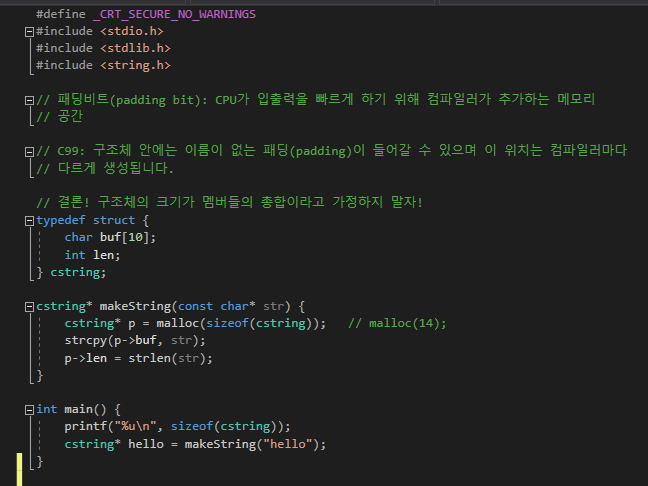 #define _CRT_SECURE_NO_WARNINGS
#include <stdio.h>
#include <stdlib.h>
#include <string.h>
// 패딩비트(padding bit): CPU가 입출력을 빠르게 하기 위해 컴파일러가 추가하는 메모리
// 공간
// C99: 구조체 안에는 이름이 없는 패딩(padding)이 들어갈 수 있으며 이 위치는 컴파일러마다
// 다르게 생성됩니다.
// 결론! 구조체의 크기가 멤버들의 총합이라고 가정하지 말자!
typedef struct {
    char buf[10];
    int len;
} cstring;
cstring* makeString(const char* str) {
    cstring* p = malloc(sizeof(cstring));   // malloc(14);
    strcpy(p->buf, str);
    p->len = strlen(str);
}
int main() {
    printf("%u\n", sizeof(cstring));
    cstring* hello = makeString("hello");
}